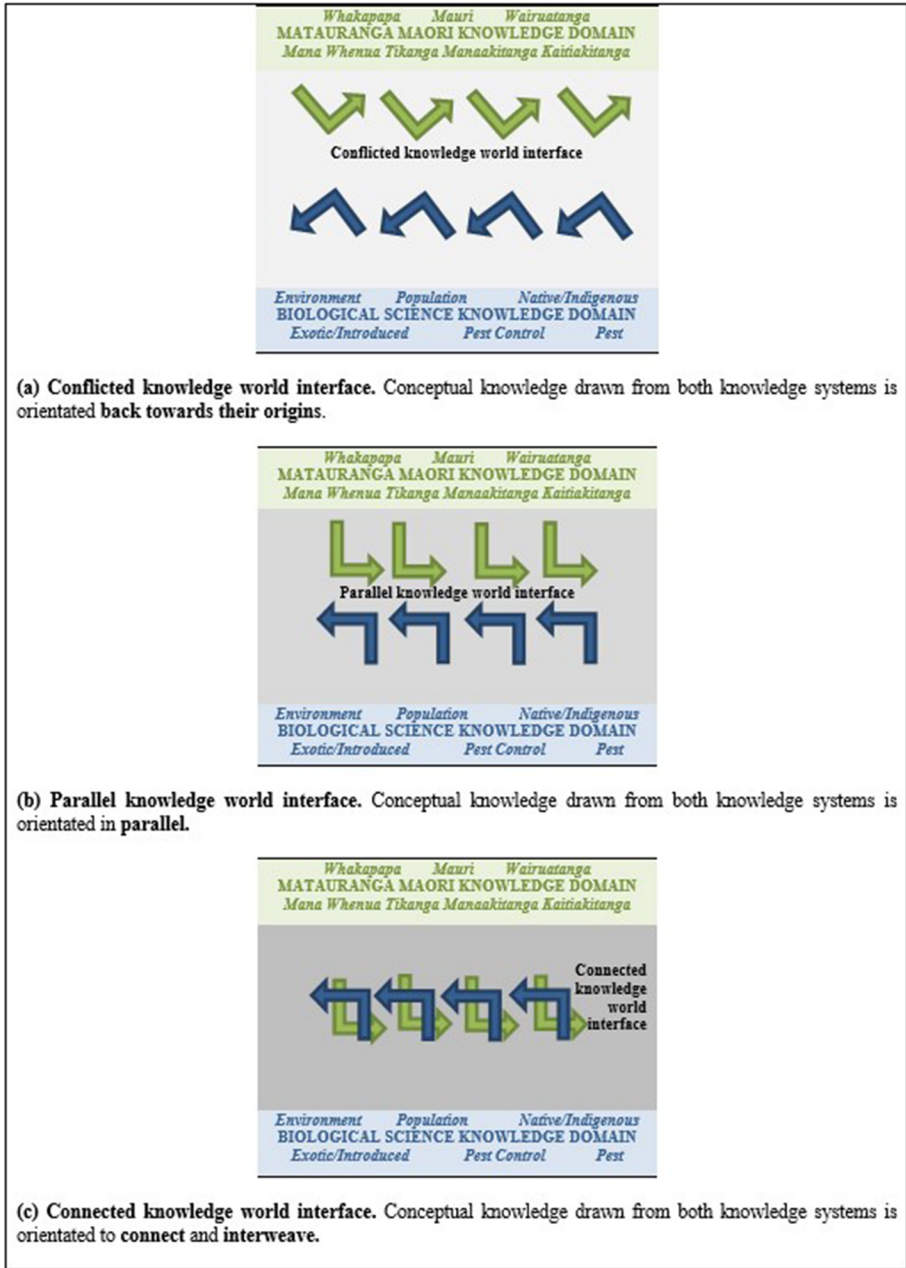 Whakapapa Mauri Wairuatanga
MATAURANGA MAORI KNOWLEDGE DOMAIN
Mana Whenua Tikanga Manaakitanga Kaitiakitanga
Conflicted knowledge world interface
Environment Population Native/Indigenous
BIOLOGICAL SCIENCE KNOWLEDGE DOMAIN
Exotic/Introduced Pest Control Pest
(a) Conflicted knowledge world interface. Conceptual knowledge drawn from both knowledge systems is
orientated back towards their origins.
Whakapapa Mauri Wairuatanga
MATAURANGA MAORI KNOWLEDGE DOMAIN
Mana Whenua Tikanga Manaakitanga Kaitiakitanga
Parallel knowledge world interface
Environment Population Native/Indigenous
BIOLOGICAL SCIENCE KNOWLEDGE DOMAIN
Exotic/Introduced Pest Control Pest
(b) Parallel knowledge world interface. Conceptual knowledge drawn from both knowledge systems is
orientated in parallel.
Whakapapa Mauri Wairuatanga
MATAURANGA MAORI KNOWLEDGE DOMAIN
Mana Whenua Tikanga Manaakitanga Kaitiakitanga
Connected
knowledge
world
interface
Environment Population Native/Indigenous
BIOLOGICAL SCIENCE KNOWLEDGE DOMAIN
Exotic/Introduced Pest Control Pest
(c) Connected knowledge world interface. Conceptual knowledge drawn from both knowledge systems is
orientated to connect and interweave.